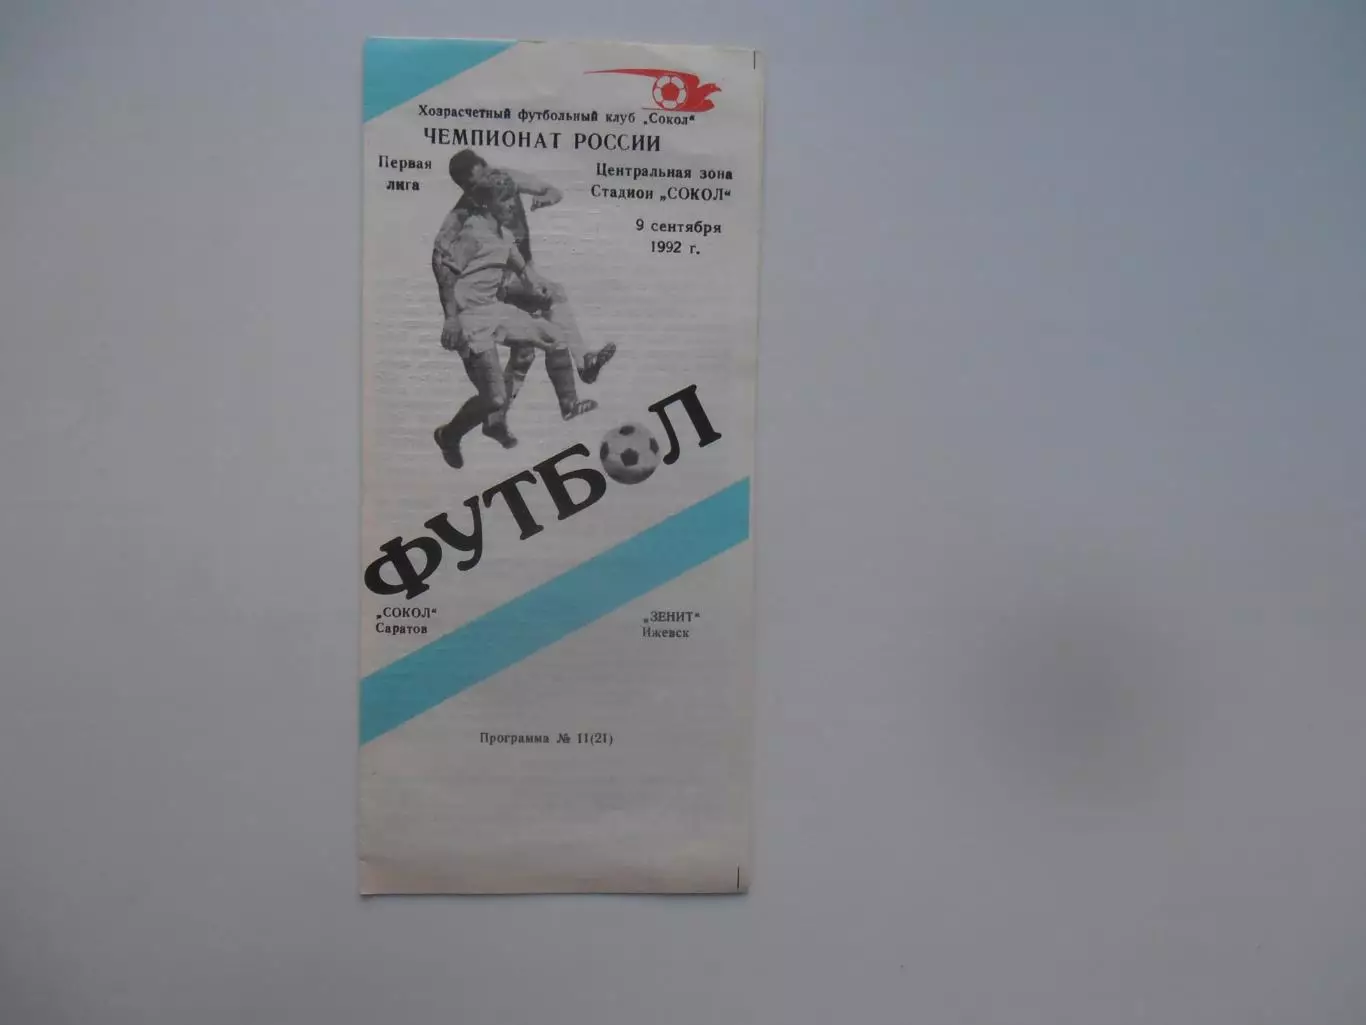 Хозрасчетный футбольный клуб „Сокол“
ЧЕМПИОНАТ РОССИИ
Первая лига
Центральная зона
Стадион „СОКОЛ“
9 сентября
1992 г.
ФУТБОЛ
„СОКОЛ“
Саратов
„ЗЕНИТ“
Ижевск
Программа № 11(21)